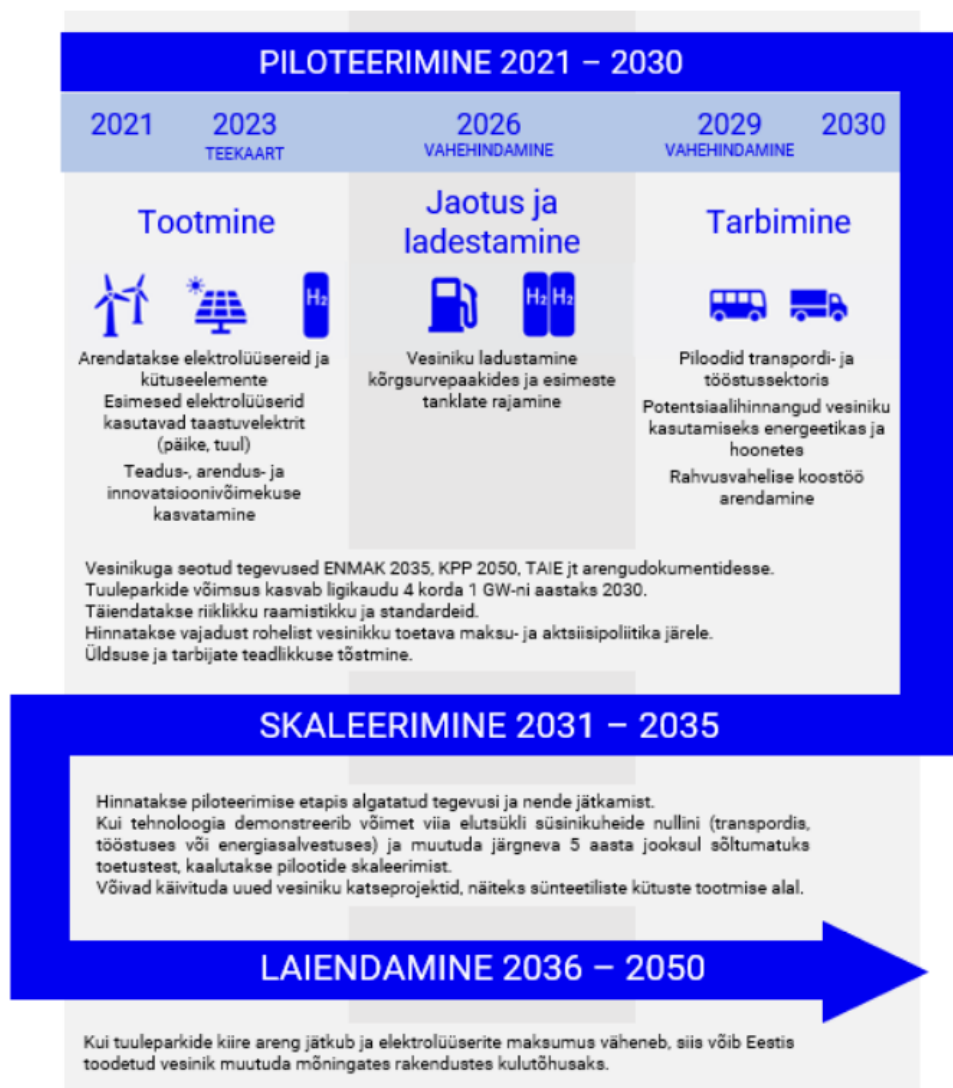 PILOTEERIMINE 2021 – 2030
2021
2023
TEEKAART
2026
VAHEHINDAMINE
2029
VAHEHINDAMINE
2030
Tootmine
H₂
Arendatakse elektrolüüsereid ja
kütuseelemente
Esimesed elektrolüüserid
kasutavad taastuvelektrit
(päike, tuul)
Teadus-, arendus- ja
innovatsioonivõimekuse
kasvatamine
Jaotus ja
ladestamine
H₂ H₂
Vesiniku ladustamine
kõrgsurvepaakides ja esimeste
tanklate rajamine
Tarbimine
Piloodid transpordi- ja
tööstussektoris
Potentsiaalihinnangud vesiniku
kasutamiseks energeetikas ja
hoonetes
Rahvusvahelise koostöö
arendamine
Vesinikuga seotud tegevused ENMAK 2035, KPP 2050, TAIE jt arengudokumentidesse.
Tuuleparkide võimsus kasvab ligikaudu 4 korda 1 GW-ni aastaks 2030.
Täiendatakse riiklikku raamistikku ja standardeid.
Hinnatakse vajadust rohelist vesinikku toetava maksu- ja aktsiisipoliitika järele.
Üldsuse ja tarbijate teadlikkuse tõstmine.
SKALEERIMINE 2031 – 2035
Hinnatakse piloteerimise etapis algatatud tegevusi ja nende jätkamist.
Kui tehnoloogia demonstreerib võimet viia elutsükli süsinikuheide nullini (transpordis,
tööstuses või energiasalvestuses) ja muutuda järgneva 5 aasta jooksul sõltumatuks
toetustest, kaalutakse pilootide skaleerimist.
Võivad käivituda uued vesiniku katseprojektid, näiteks sünteetiliste kütuste tootmise alal.
LAIENDAMINE 2036 – 2050
Kui tuuleparkide kiire areng jätkub ja elektrolüüserite maksumus väheneb, siis võib Eestis
toodetud vesinik muutuda mõningates rakendustes kulutõhusaks.